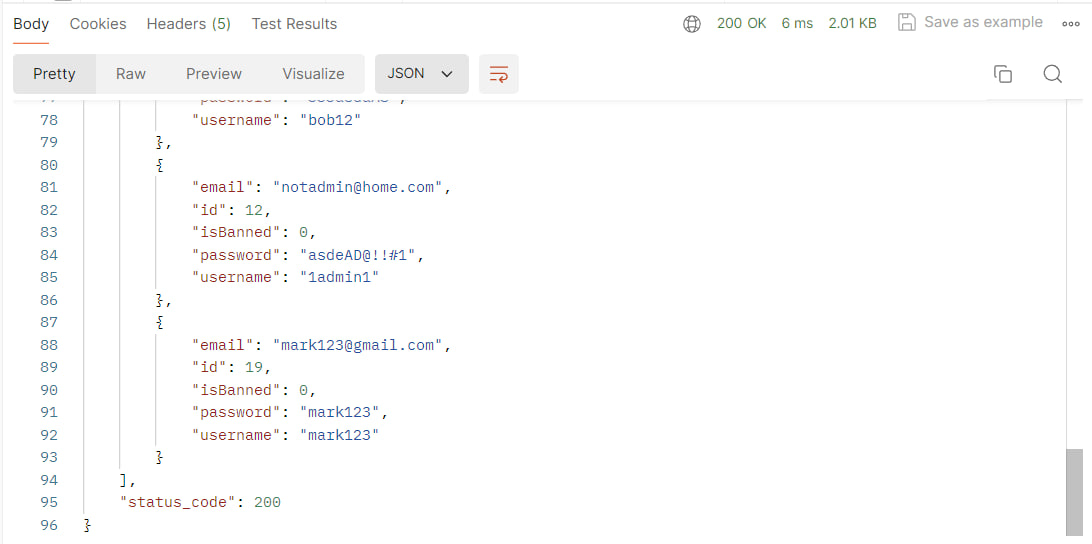 Body Cookies Headers (5) Test Results 200 OK 6 ms 2.01 KB Save as example
Pretty Raw Preview Visualize JSON
78 "username": "bob12"
79 },
80 {
81 "email": "notadmin@home.com",
82 "id": 12,
83 "isBanned": 0,
84 "password": "asdeAD@!!#1",
85 "username": "1admin1"
86 },
87 {
88 "email": "mark123@gmail.com",
89 "id": 19,
90 "isBanned": 0,
91 "password": "mark123",
92 "username": "mark123"
93 }
94 ],
95 "status_code": 200
96 }